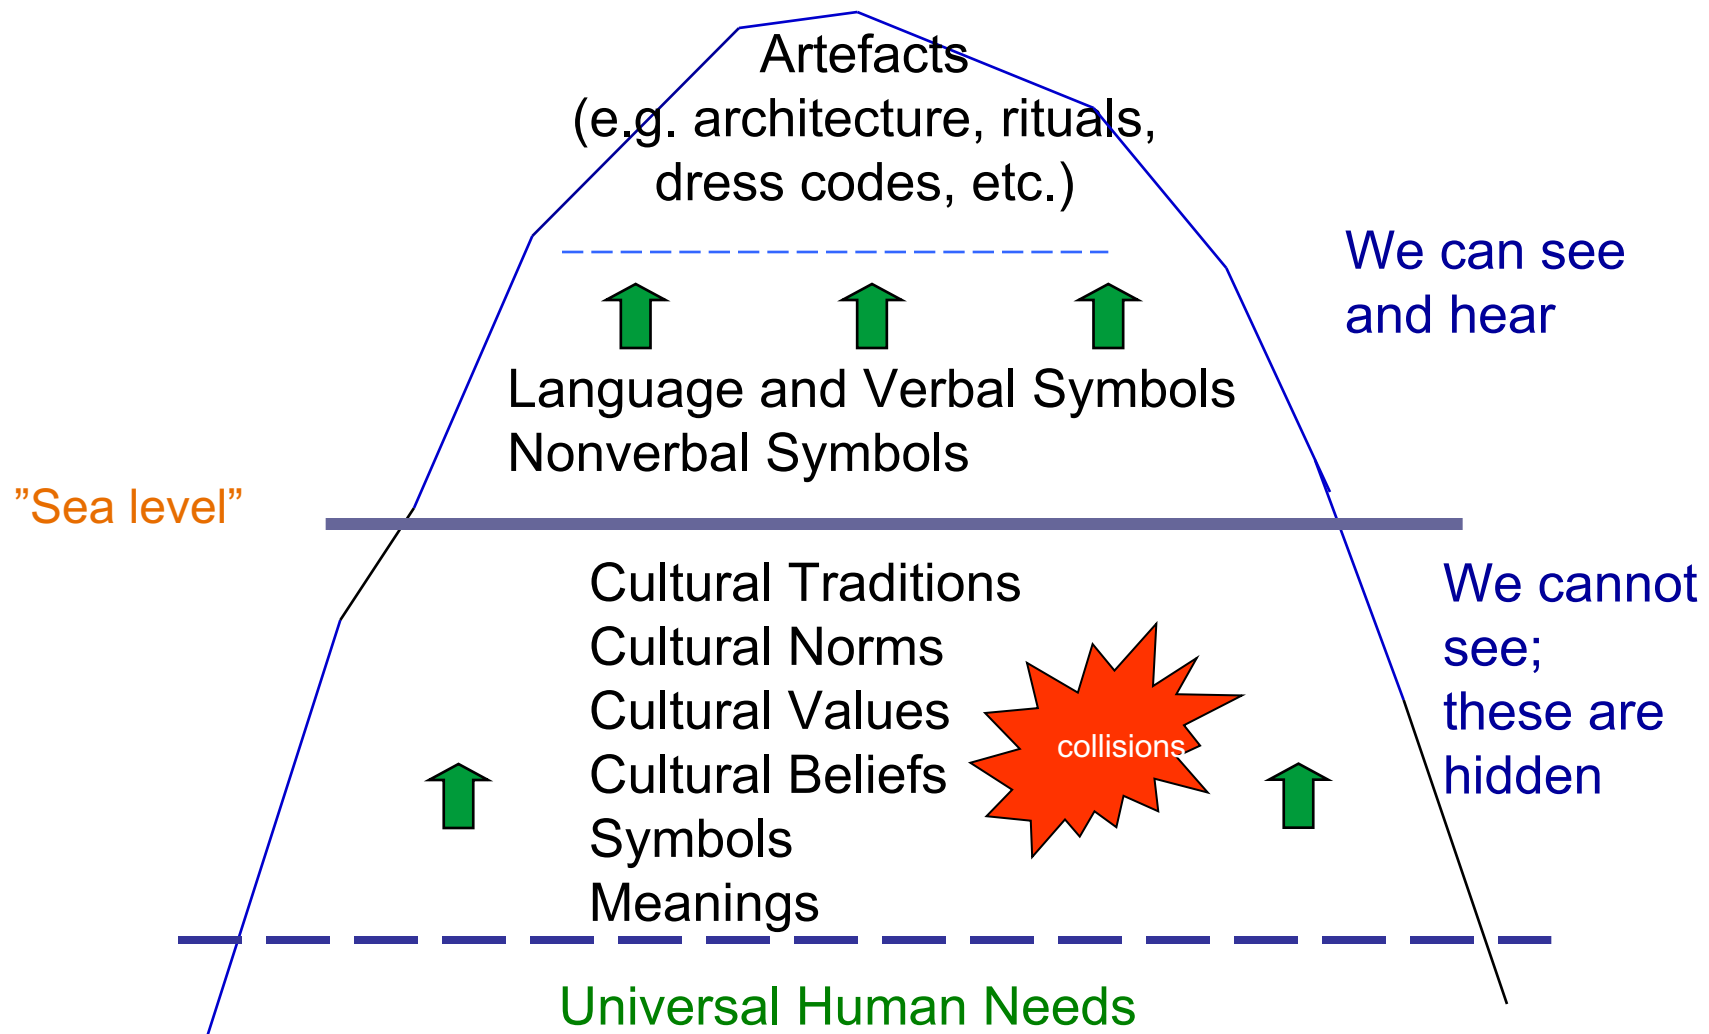 Artefacts
(e.g. architecture, rituals,
dress codes, etc.)
We can see
and hear
Language and Verbal Symbols
Nonverbal Symbols
”Sea level”
Cultural Traditions
Cultural Norms
Cultural Values
Cultural Beliefs
Symbols
Meanings
collisions
We cannot
see;
these are
hidden
Universal Human Needs